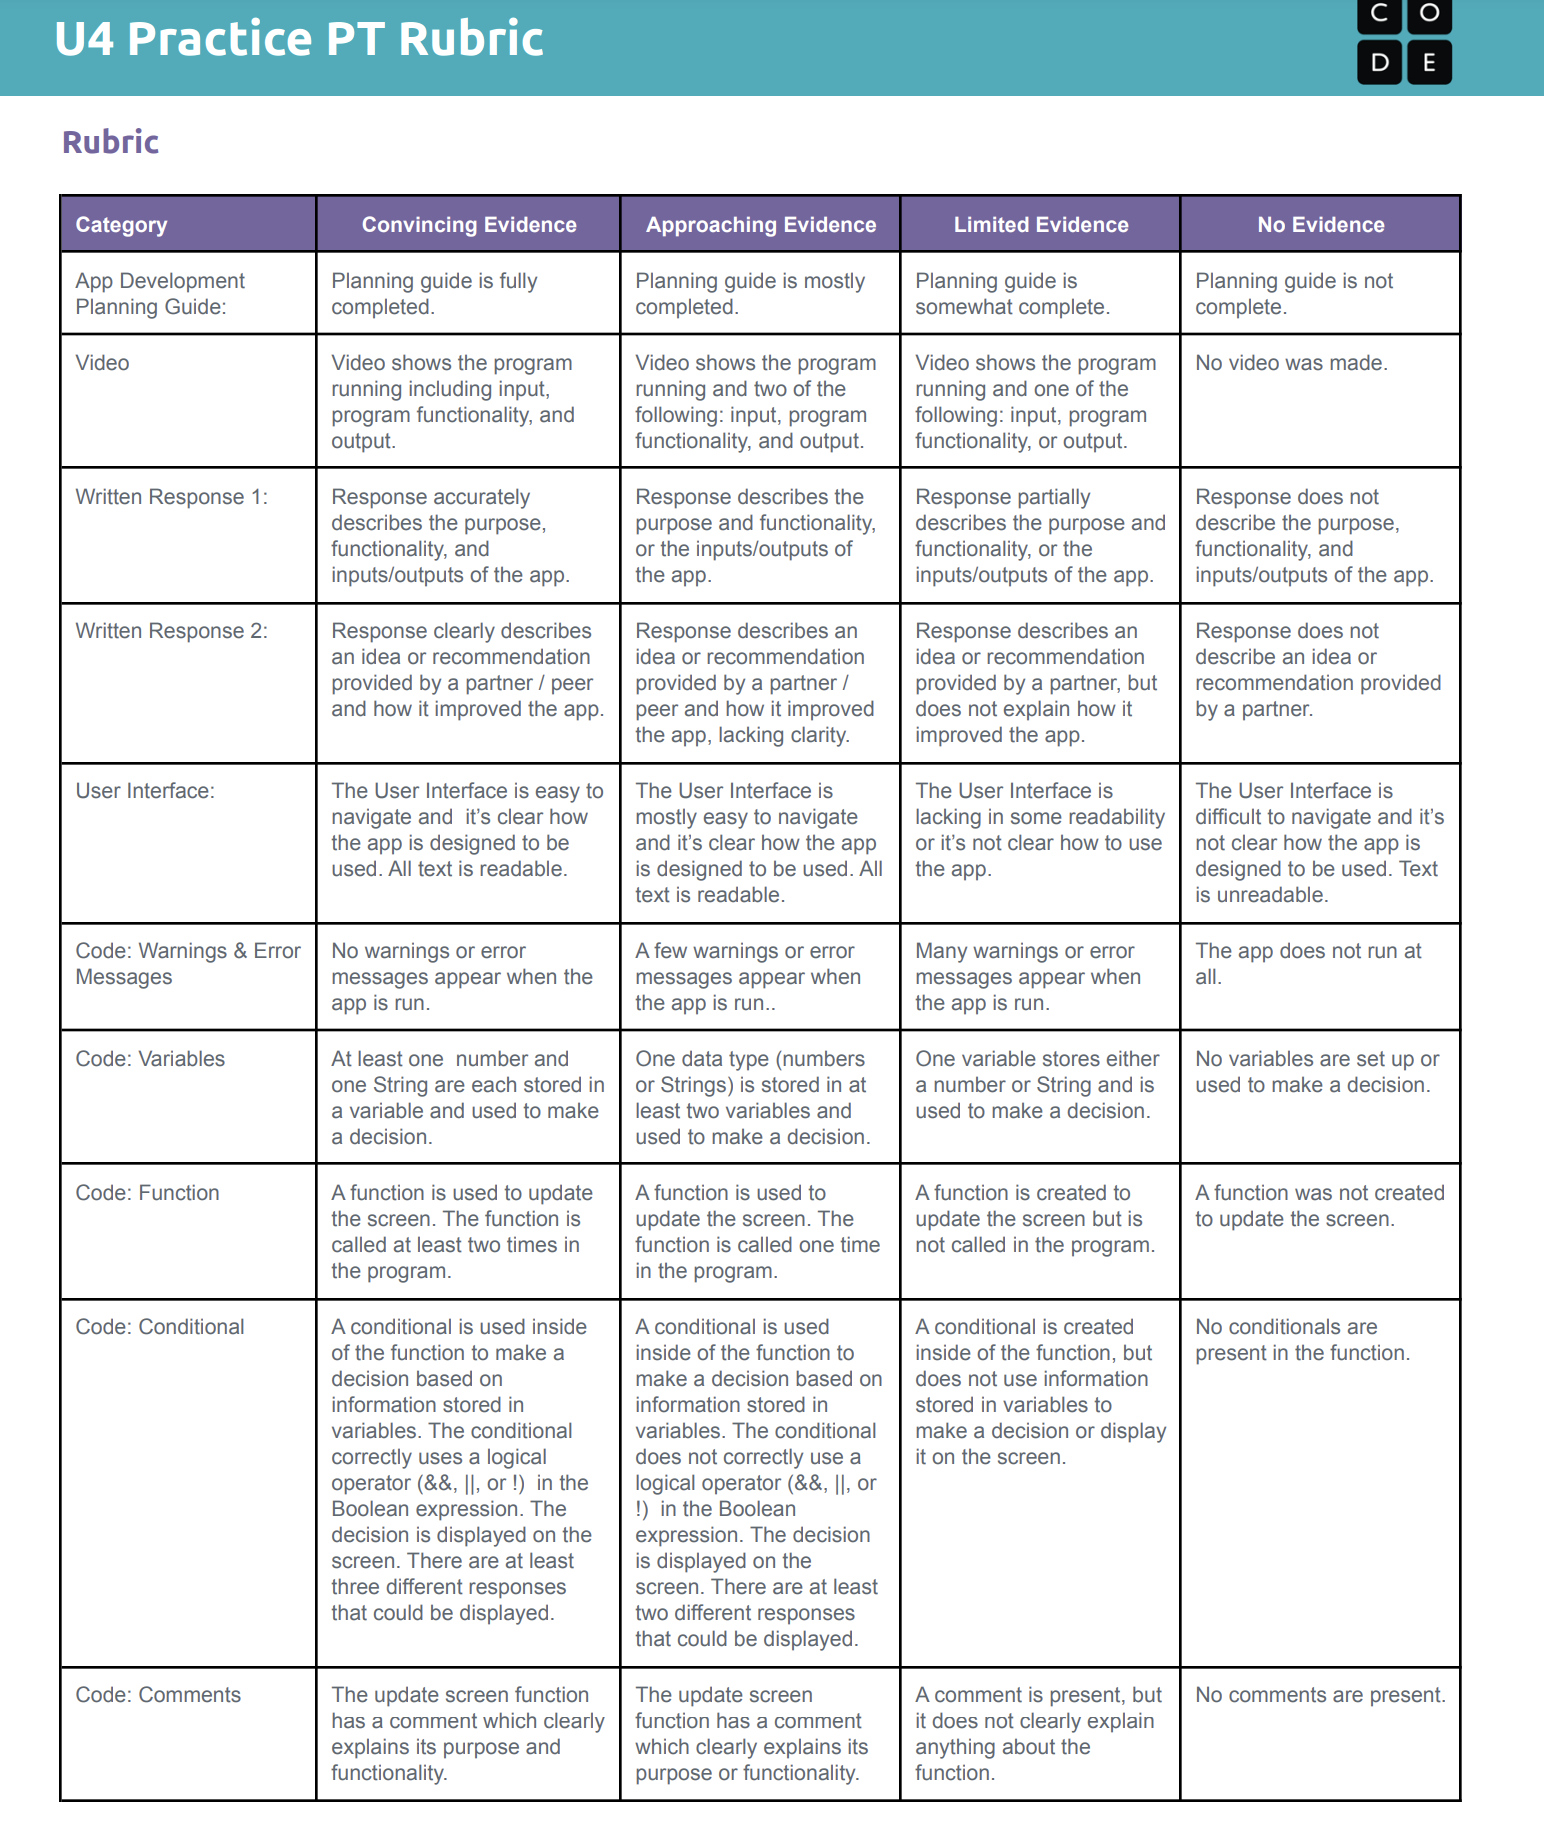 U4 Practice PT Rubric
C O
D E
Rubric
Category Convincing Evidence Approaching Evidence Limited Evidence No Evidence
App Development
Planning Guide:
Planning guide is fully
completed.
Planning guide is mostly
completed.
Planning guide is
somewhat complete.
Planning guide is not
complete.
Video
Video shows the program
running including input,
program functionality, and
output.
Video shows the program
running and two of the
following: input, program
functionality, and output.
Video shows the program
running and one of the
following: input, program
functionality, or output.
No video was made.
Written Response 1:
Response accurately
describes the purpose,
functionality, and
inputs/outputs of the app.
Response describes the
purpose and functionality,
or the inputs/outputs of
the app.
Response partially
describes the purpose and
functionality, or the
inputs/outputs of the app.
Response does not
describe the purpose,
functionality, and
inputs/outputs of the app.
Written Response 2:
Response clearly describes
an idea or recommendation
provided by a partner / peer
and how it improved the app.
Response describes an
idea or recommendation
provided by a partner /
peer and how it improved
the app, lacking clarity.
Response describes an
idea or recommendation
provided by a partner, but
does not explain how it
improved the app.
Response does not
describe an idea or
recommendation provided
by a partner.
User Interface:
The User Interface is easy to
navigate and  it’s clear how
the app is designed to be
used. All text is readable.
The User Interface is
mostly easy to navigate
and it’s clear how the app
is designed to be used. All
text is readable.
The User Interface is
lacking in some readability
or it’s not clear how to use
the app.
The User Interface is
difficult to navigate and it’s
not clear how the app is
designed to be used. Text
is unreadable.
Code: Warnings & Error
Messages
No warnings or error
messages appear when the
app is run.
A few warnings or error
messages appear when
the app is run..
Many warnings or error
messages appear when
the app is run.
The app does not run at
all.
Code: Variables
At least one  number and
one String are each stored in
a variable and used to make
a decision.
One data type (numbers
or Strings) is stored in at
least two variables and
used to make a decision.
One variable stores either
a number or String and is
used to make a decision.
No variables are set up or
used to make a decision.
Code: Function
A function is used to update
the screen. The function is
called at least two times in
the program.
A function is used to
update the screen. The
function is called one time
in the program.
A function is created to
update the screen but is
not called in the program.
A function was not created
to update the screen.
Code: Conditional
A conditional is used inside
of the function to make a
decision based on
information stored in
variables. The conditional
correctly uses a logical
operator (&&, ||, or !)  in the
Boolean expression. The
decision is displayed on the
screen. There are at least
three different responses
that could be displayed.
A conditional is used
inside of the function to
make a decision based on
information stored in
variables. The conditional
does not correctly use a
logical operator (&&, ||, or
!)  in the Boolean
expression. The decision
is displayed on the
screen. There are at least
two different responses
that could be displayed.
A conditional is created
inside of the function, but
does not use information
stored in variables to
make a decision or display
it on the screen.
No conditionals are
present in the function.
Code: Comments
The update screen function
has a comment which clearly
explains its purpose and
functionality.
The update screen
function has a comment
which clearly explains its
purpose or functionality.
A comment is present, but
it does not clearly explain
anything about the
function.
No comments are present.